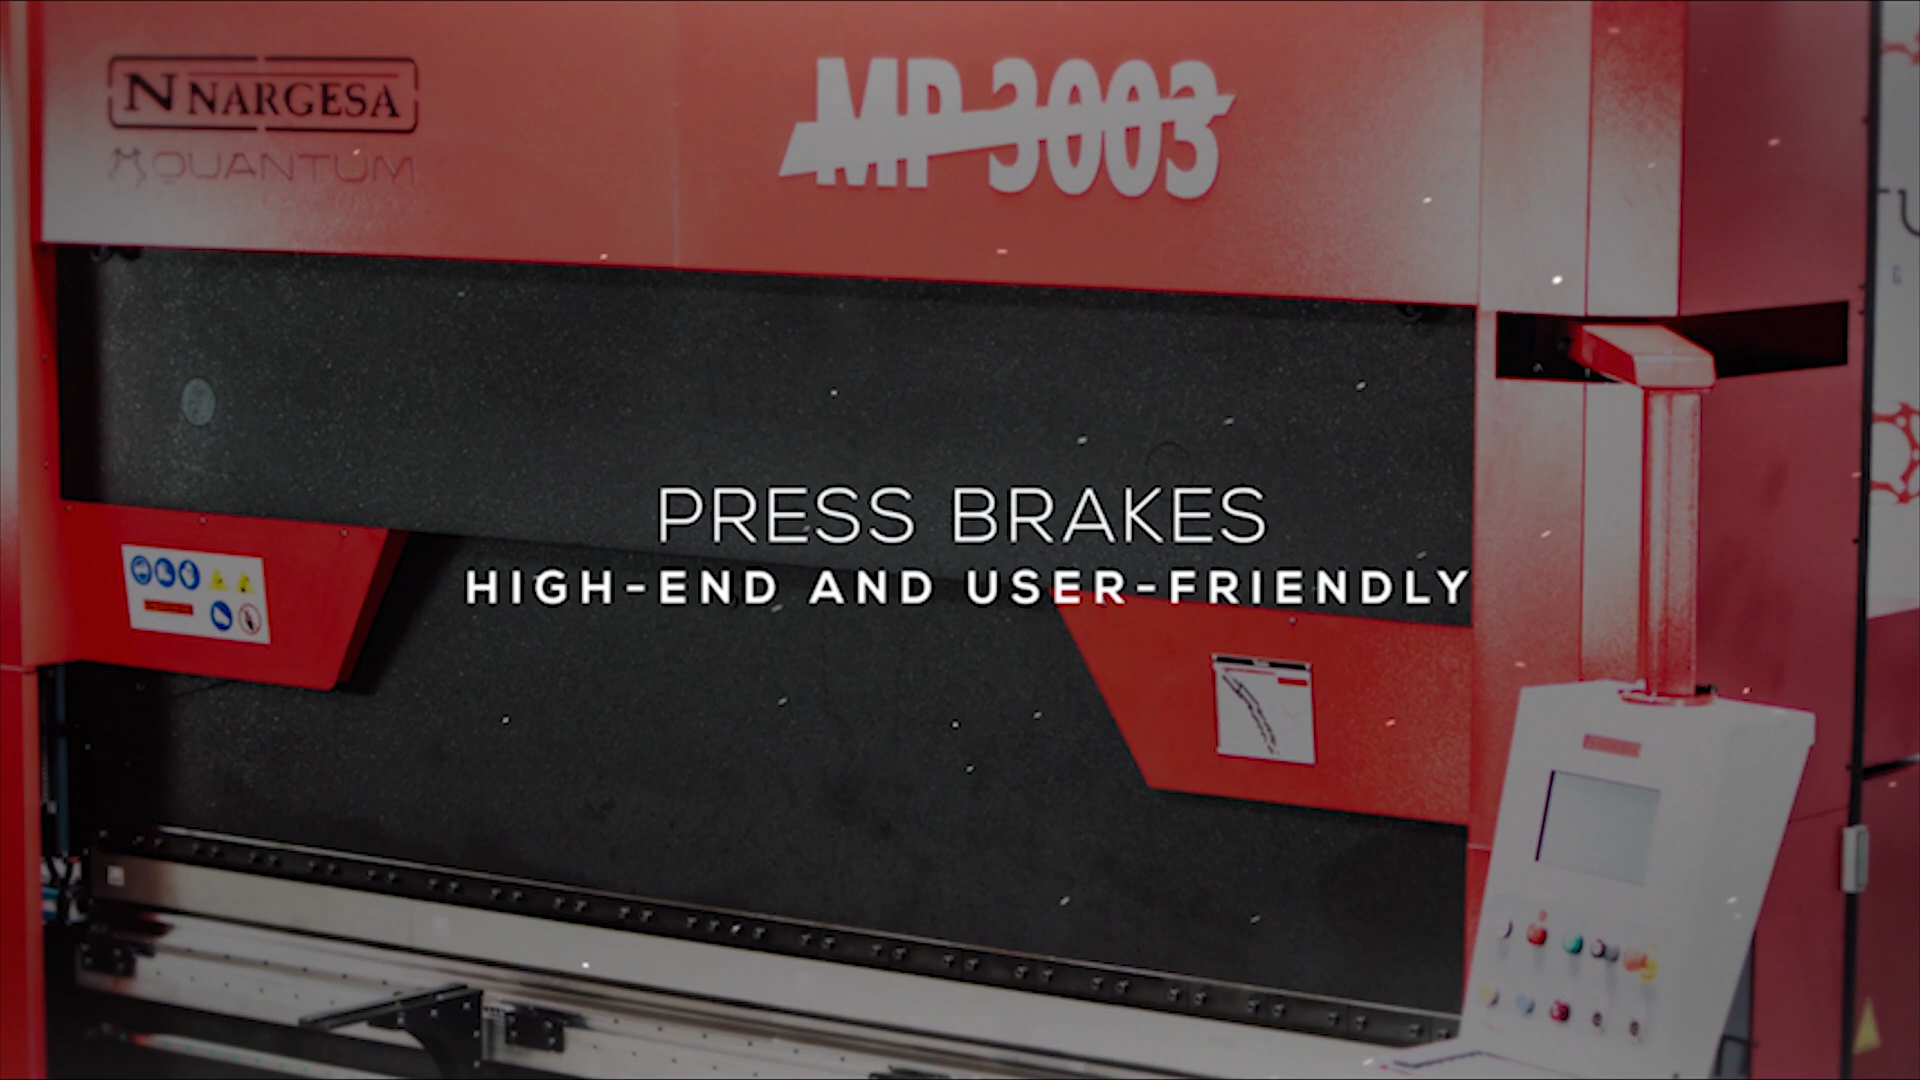 N NARGESA
QUANTUM
MP 3003
PRESS BRAKES
HIGH-END AND USER-FRIENDLY